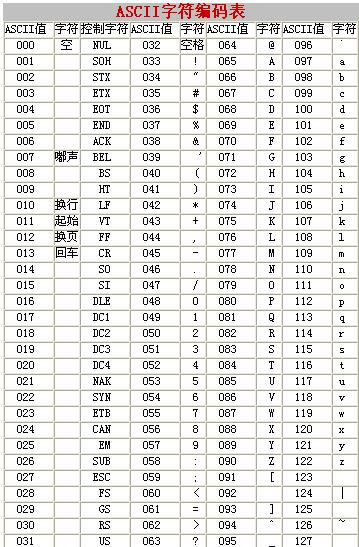 ASCII字符编码表
ASCII值 字符 控制字符 ASCII值 字符 ASCII值 字符 ASCII值 字符
000 空 NUL 032 空格 064 @ 096 `
001 SOH 033 ! 065 A 097 a
002 STX 034 “ 066 B 098 b
003 ETX 035 # 067 C 099 c
004 EOT 036 $ 068 D 100 d
005 END 037 % 069 E 101 e
006 ACK 038 & 070 F 102 f
007 嘟声 BEL 039 ' 071 G 103 g
008 BS 040 ( 072 H 104 h
009 HT 041 ) 073 I 105 i
010 换行 LF 042 * 074 J 106 j
011 起始 VT 043 + 075 K 107 k
012 换页 FF 044 , 076 L 108 l
013 回车 CR 045 - 077 M 109 m
014 SO 046 . 078 N 110 n
015 SI 047 / 079 O 111 o
016 DLE 048 0 080 P 112 p
017 DC1 049 1 081 Q 113 q
018 DC2 050 2 082 R 114 r
019 DC3 051 3 083 S 115 s
020 DC4 052 4 084 T 116 t
021 NAK 053 5 085 U 117 u
022 SYN 054 6 086 V 118 v
023 ETB 055 7 087 W 119 w
024 CAN 056 8 088 X 120 x
025 EM 057 9 089 Y 121 y
026 SUB 058 : 090 Z 122 z
027 ESC 059 ; 091 [ 123
028 FS 060 < 092 124 |
029 GS 061 = 093 ] 125
030 RS 062 > 094 ^ 126 ~
031 US 063 ? 095 _ 127